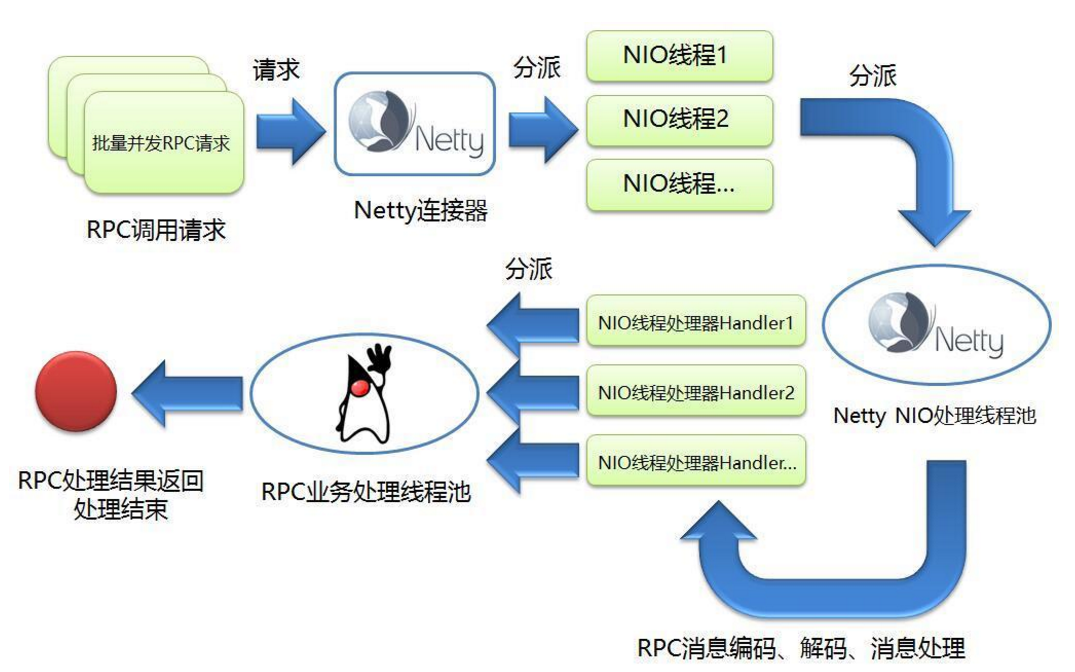 请求
分派
NIO线程1
NIO线程2
NIO线程...
分派
批量并发RPC请求
Netty
RPC调用请求
Netty连接器
分派
NIO线程处理器Handler1
NIO线程处理器Handler2
NIO线程处理器Handler...
Netty
Netty NIO处理线程池
RPC处理结果返回
处理结束
RPC业务处理线程池
RPC消息编码、解码、消息处理